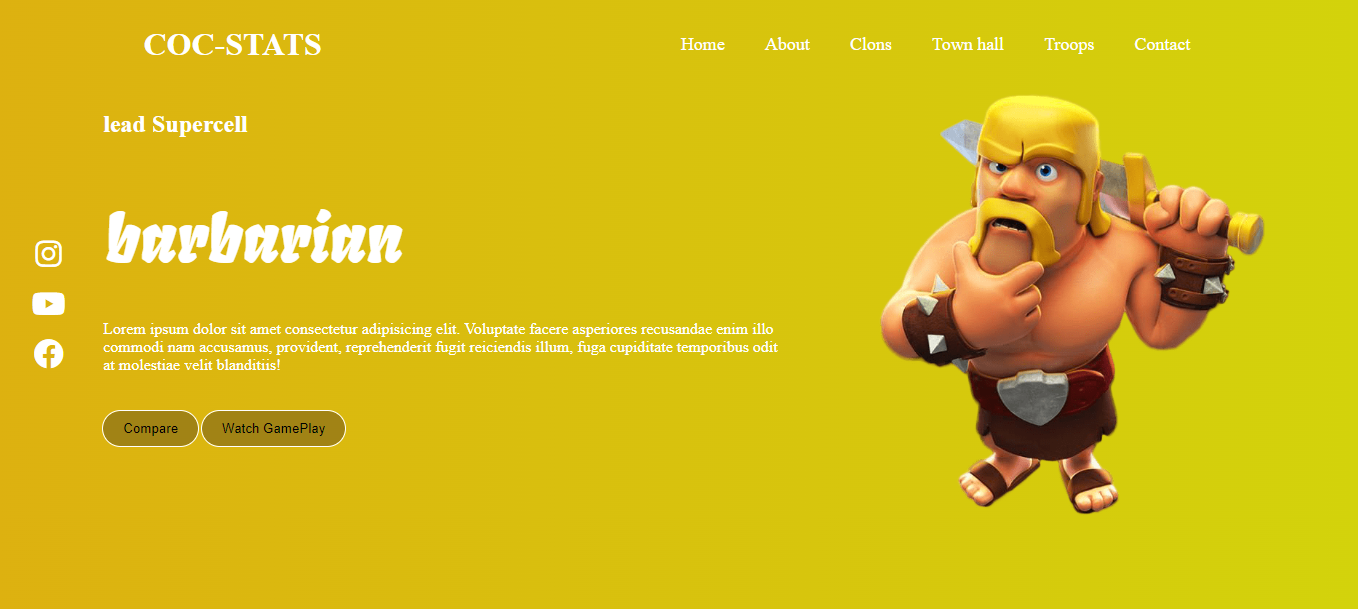 COC-STATS
Home About Clons Town hall Troops Contact
lead Supercell
barbarian
Lorem ipsum dolor sit amet consectetur adipisicing elit. Voluptate facere asperiores recusandae enim illo
commodi nam accusamus, provident, reprehenderit fugit reiciendis illum, fuga cupiditate temporibus odit
at molestiae velit blanditiis!
Compare Watch GamePlay